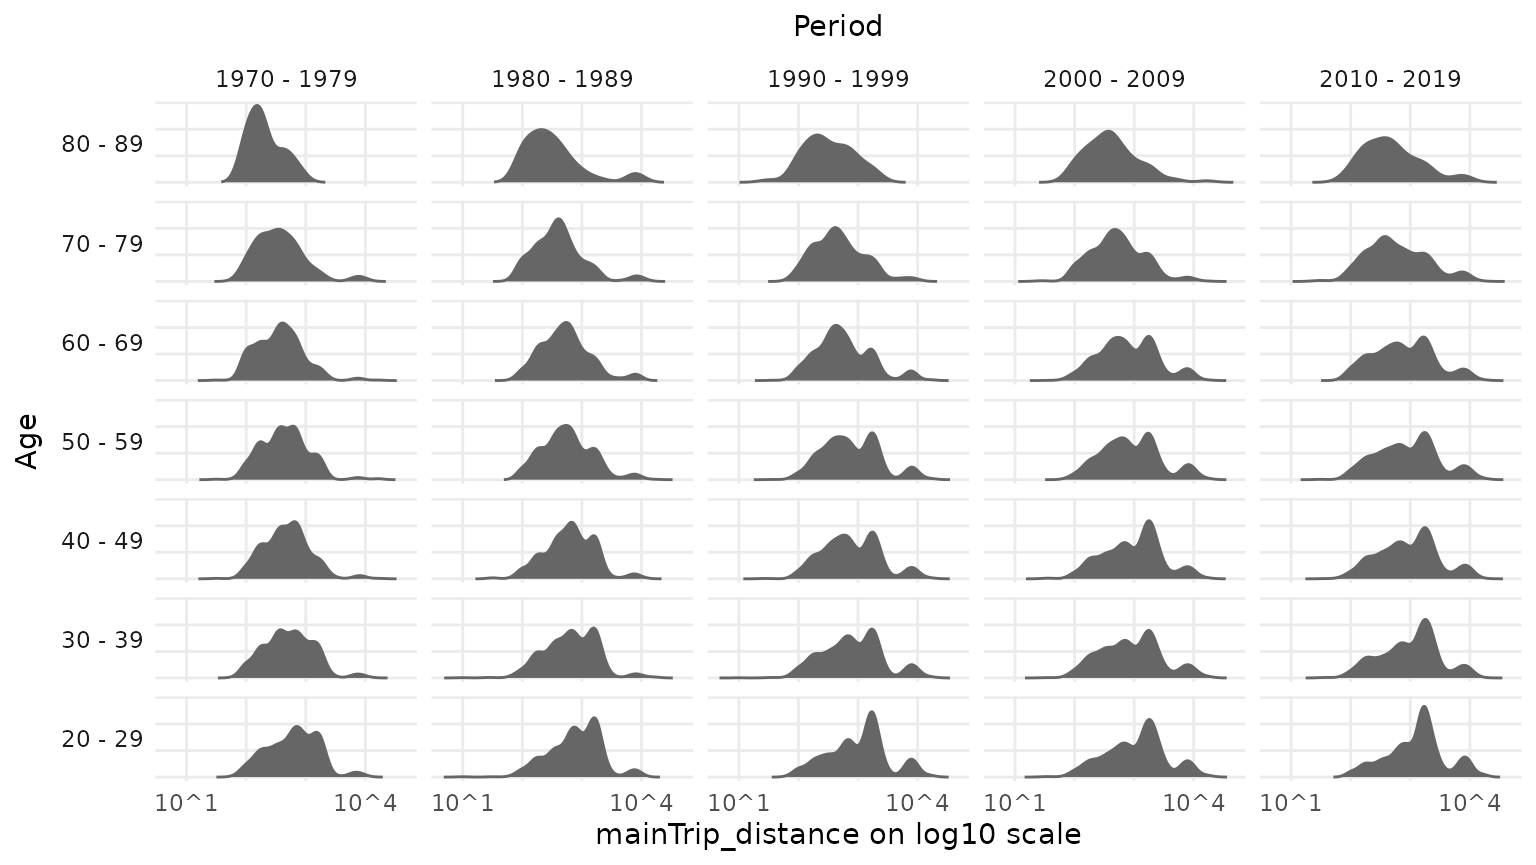 Period
1970 - 1979
1980 - 1989
1990 - 1999
2000 - 2009
2010 - 2019
Age
80 - 89
70 - 79
60 - 69
50 - 59
40 - 49
30 - 39
20 - 29
10^1
10^4
10^1
10^4
10^1
10^4
10^1
10^4
10^1
10^4
mainTrip_distance on log10 scale